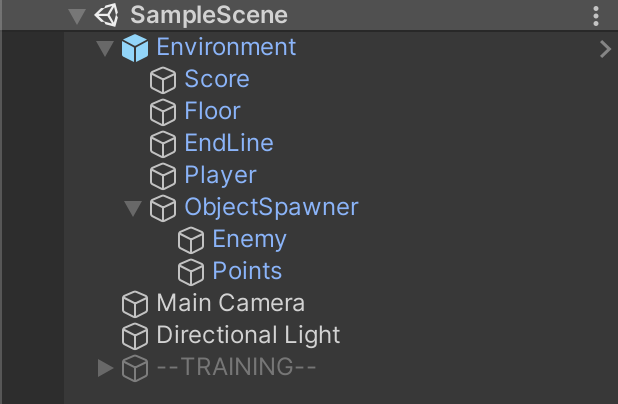 SampleScene
Environment
Score
Floor
EndLine
Player
ObjectSpawner
Enemy
Points
Main Camera
Directional Light
--TRAINING--